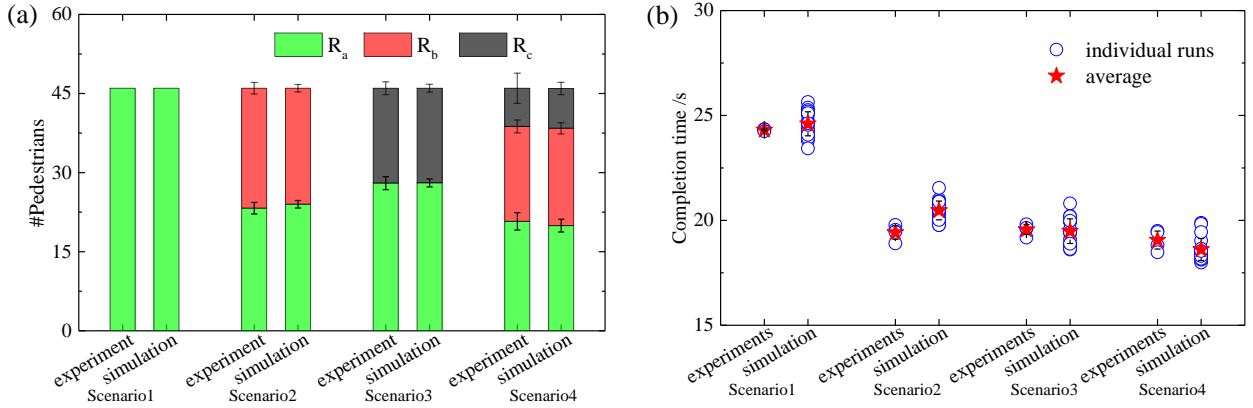 (a)
60
45
30
15
0
#Pedestrians
R_a R_b R_c
experiment simulation experiment simulation experiment simulation experiment simulation
Scenario1 Scenario2 Scenario3 Scenario4
(b)
30
25
20
15
Completion time /s
individual runs
average
experiments simulation experiments simulation experiments simulation experiments simulation
Scenario1 Scenario2 Scenario3 Scenario4